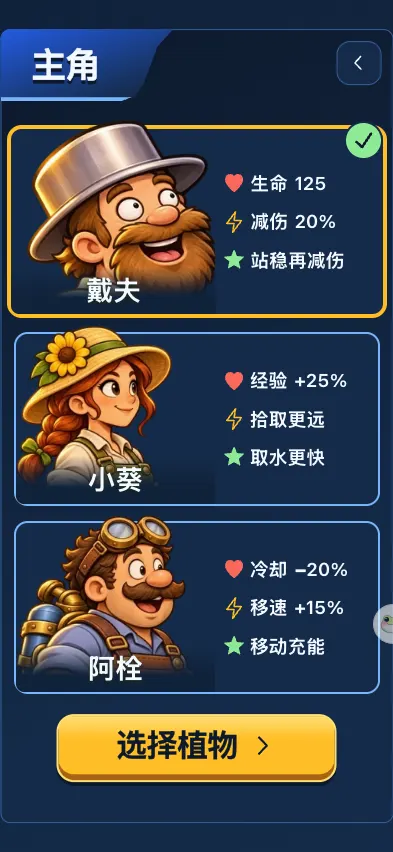 主角
生命 125
减伤 20%
站稳再减伤
戴夫
经验 +25%
拾取更远
取水更快
小葵
冷却 −20%
移速 +15%
移动充能
阿栓
选择植物